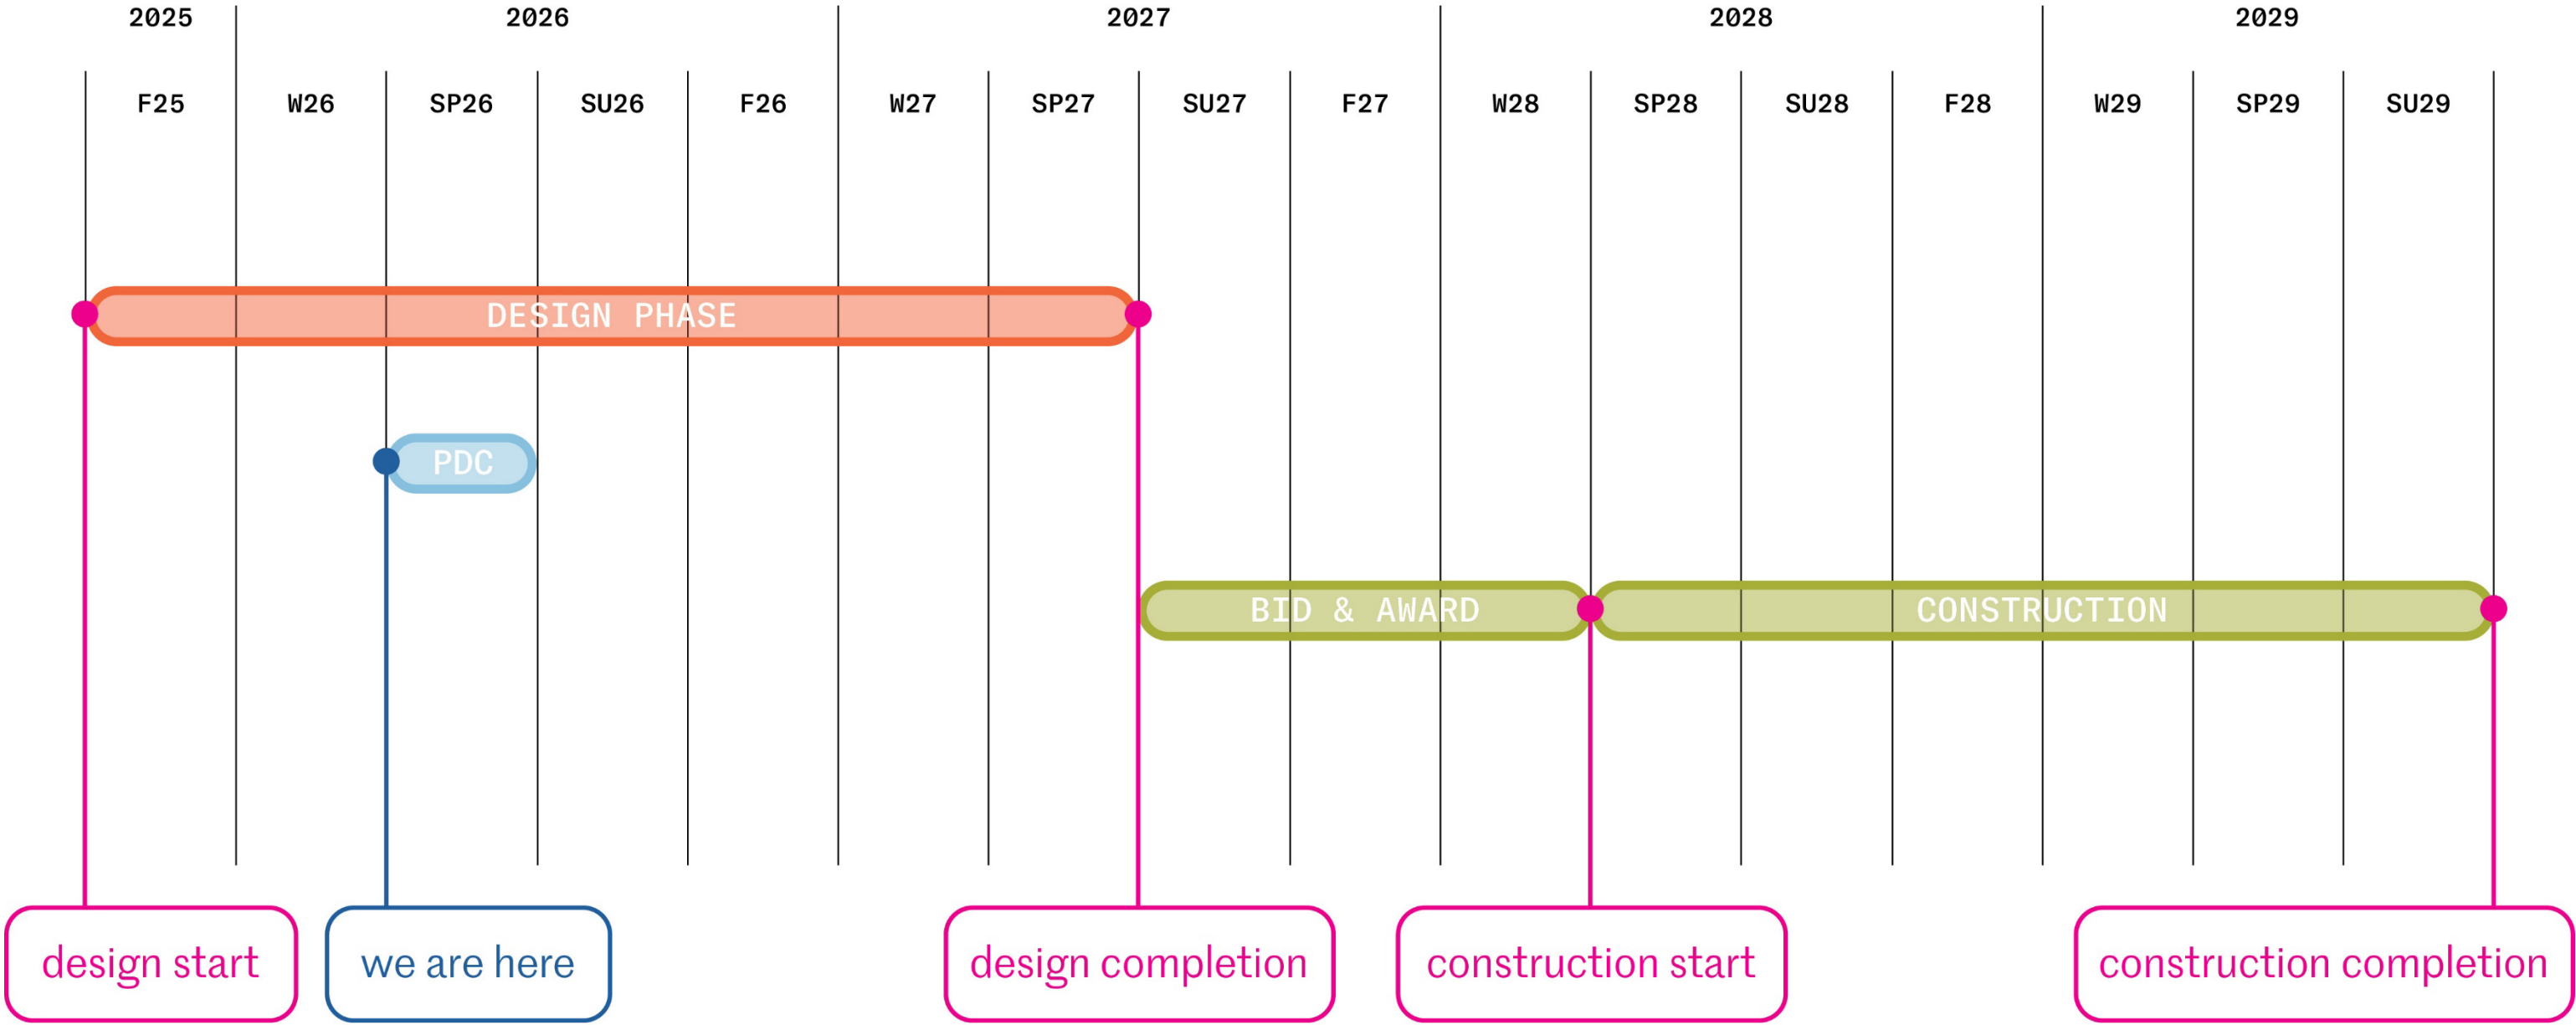 2025 2026 2027 2028 2029
F25 W26 SP26 SU26 F26 W27 SP27 SU27 F27 W28 SP28 SU28 F28 W29 SP29 SU29
DESIGN PHASE
PDC
BID & AWARD CONSTRUCTION
design start we are here design completion construction start construction completion